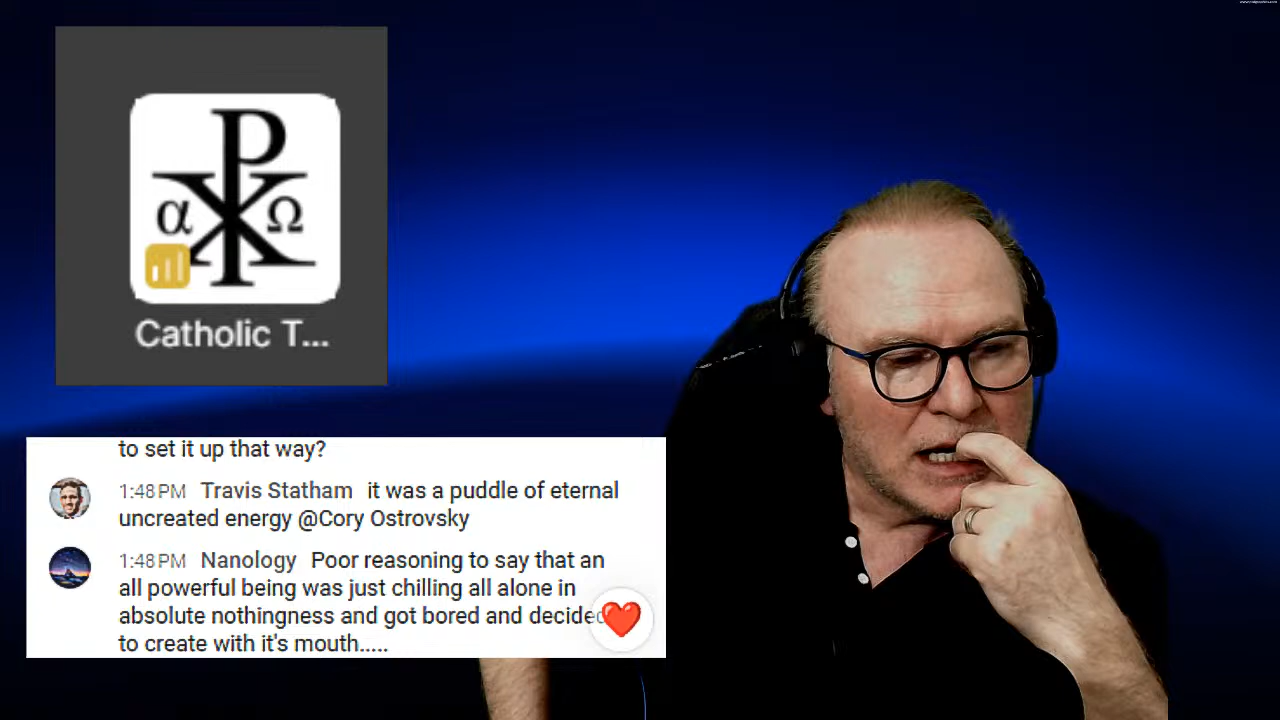 P
α Ω
Catholic T...
to set it up that way?
1:48 PM Travis Statham it was a puddle of eternal
uncreated energy @Cory Ostrovsky
1:48 PM Nanology Poor reasoning to say that an
all powerful being was just chilling all alone in
absolute nothingness and got bored and decided
to create with it's mouth.....